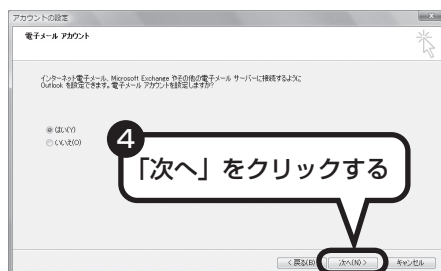 アカウントの設定
電子メール アカウント
インターネット電子メール、Microsoft Exchange やその他の電子メール サーバーに接続するように
Outlook を設定できます。電子メール アカウントを設定しますか?
はい(Y)
いいえ(O)
4
「次へ」をクリックする
< 戻る(B)
次へ(N) >
キャンセル